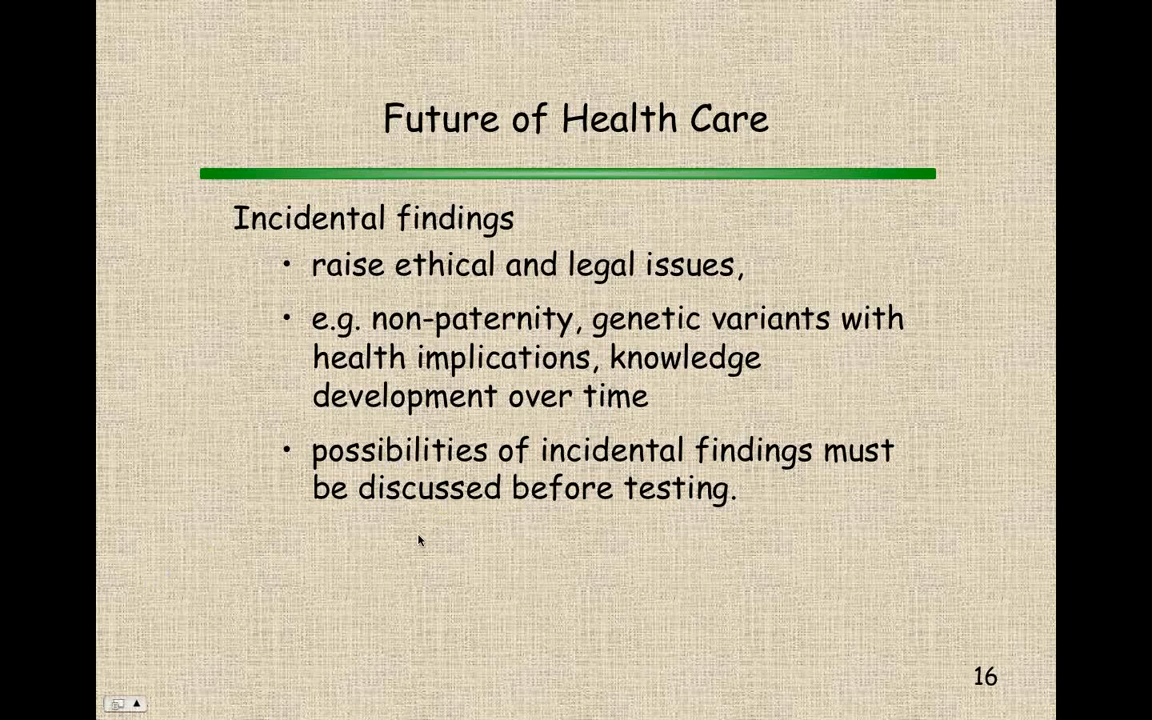 Future of Health Care
Incidental findings
• raise ethical and legal issues,
• e.g. non-paternity, genetic variants with
health implications, knowledge
development over time
• possibilities of incidental findings must
be discussed before testing.
16